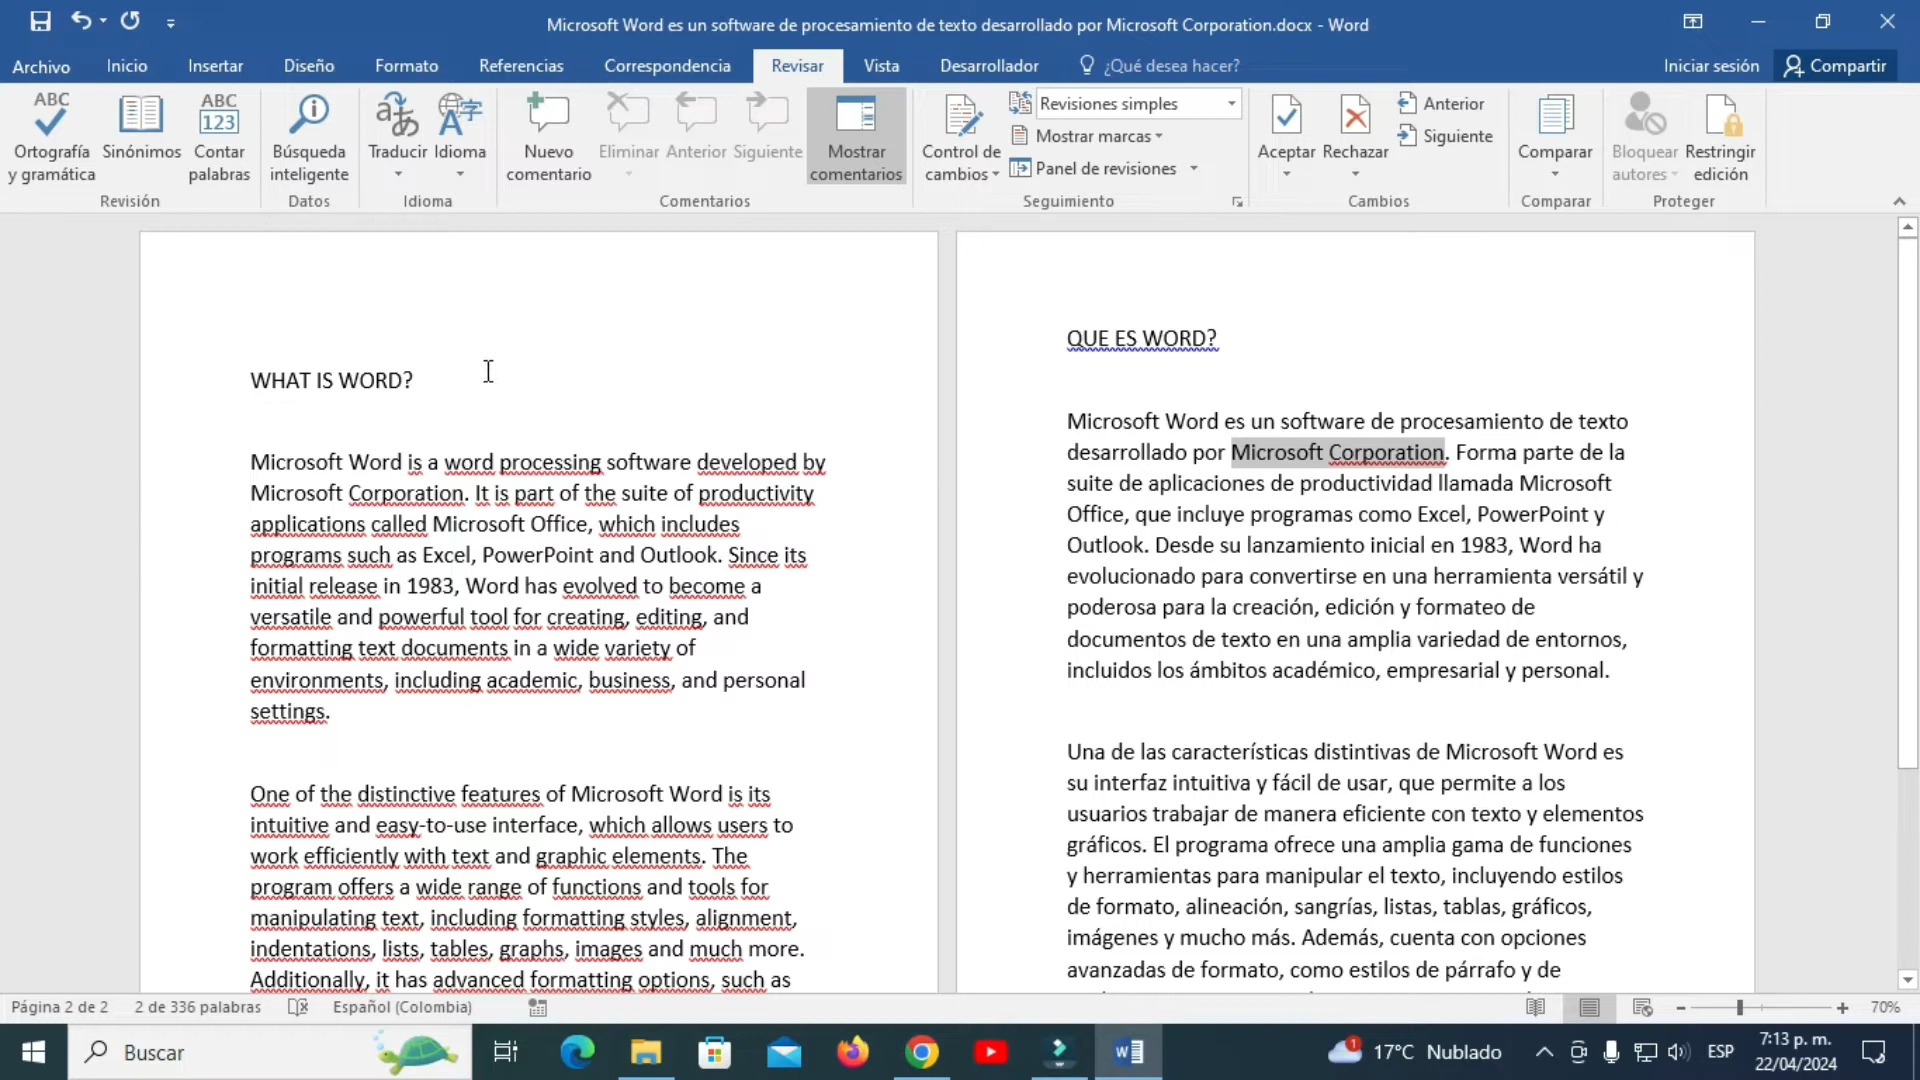 Microsoft Word es un software de procesamiento de texto desarrollado por Microsoft Corporation.docx - Word
Archivo Inicio Insertar Diseño Formato Referencias Correspondencia Revisar Vista Desarrollador ¿Qué desea hacer? Iniciar sesión Compartir
ABC
Ortografía y gramática
Sinónimos
ABC
123
Contar palabras
Revisión
Búsqueda inteligente
Datos
Traducir
Idioma
Idioma
Nuevo comentario
Eliminar
Anterior
Siguiente
Mostrar comentarios
Comentarios
Control de cambios
Revisiones simples
Mostrar marcas
Panel de revisiones
Seguimiento
Aceptar
Rechazar
Anterior
Siguiente
Cambios
Comparar
Comparar
Bloquear autores
Restringir edición
Proteger
WHAT IS WORD?
Microsoft Word is a word processing software developed by
Microsoft Corporation. It is part of the suite of productivity
applications called Microsoft Office, which includes
programs such as Excel, PowerPoint and Outlook. Since its
initial release in 1983, Word has evolved to become a
versatile and powerful tool for creating, editing, and
formatting text documents in a wide variety of
environments, including academic, business, and personal
settings.
One of the distinctive features of Microsoft Word is its
intuitive and easy-to-use interface, which allows users to
work efficiently with text and graphic elements. The
program offers a wide range of functions and tools for
manipulating text, including formatting styles, alignment,
indentations, lists, tables, graphs, images and much more.
Additionally, it has advanced formatting options, such as
QUE ES WORD?
Microsoft Word es un software de procesamiento de texto
desarrollado por Microsoft Corporation. Forma parte de la
suite de aplicaciones de productividad llamada Microsoft
Office, que incluye programas como Excel, PowerPoint y
Outlook. Desde su lanzamiento inicial en 1983, Word ha
evolucionado para convertirse en una herramienta versátil y
poderosa para la creación, edición y formateo de
documentos de texto en una amplia variedad de entornos,
incluidos los ámbitos académico, empresarial y personal.
Una de las características distintivas de Microsoft Word es
su interfaz intuitiva y fácil de usar, que permite a los
usuarios trabajar de manera eficiente con texto y elementos
gráficos. El programa ofrece una amplia gama de funciones
y herramientas para manipular el texto, incluyendo estilos
de formato, alineación, sangrías, listas, tablas, gráficos,
imágenes y mucho más. Además, cuenta con opciones
avanzadas de formato, como estilos de párrafo y de
Página 2 de 2 2 de 336 palabras Español (Colombia) 70%
Buscar 1 17°C Nublado ESP 7:13 p. m.
22/04/2024